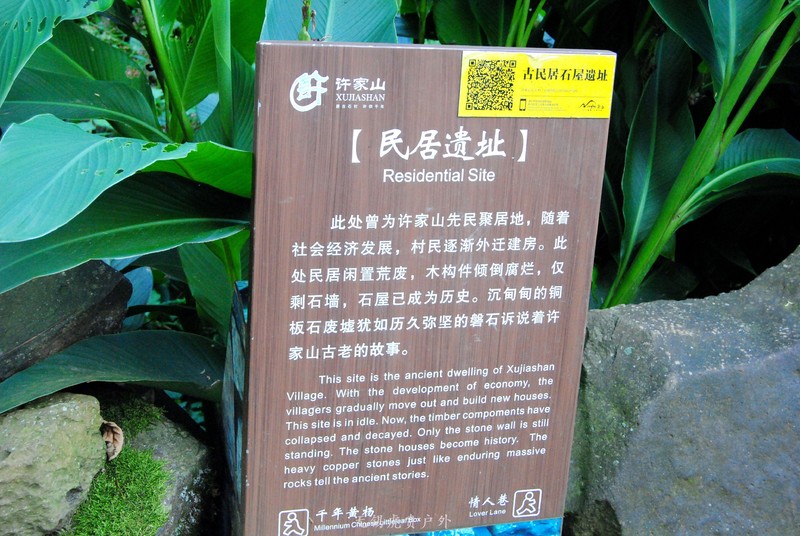 许家山
XUJIASHAN
古民居石屋遗址
【民居遗址】
Residential Site
此处曾为许家山先民聚居地，随着
社会经济发展，村民逐渐外迁建房。此
处民居闲置荒废，木构件倾倒腐烂，仅
剩石墙，石屋已成为历史。沉甸甸的铜
板石废墟犹如历久弥坚的磐石诉说着许
家山古老的故事。
This site is the ancient dwelling of Xujiashan
Village. With the development of economy, the
villagers gradually move out and build new houses.
This site is in idle. Now, the timber compoments have
collapsed and decayed. Only the stone wall is still
standing. The stone houses become history. The
heavy copper stones just like enduring massive
rocks tell the ancient stories.
千年黄杨
Millennium Chinese Littleleaf Box
情人巷
Lover Lane
户外